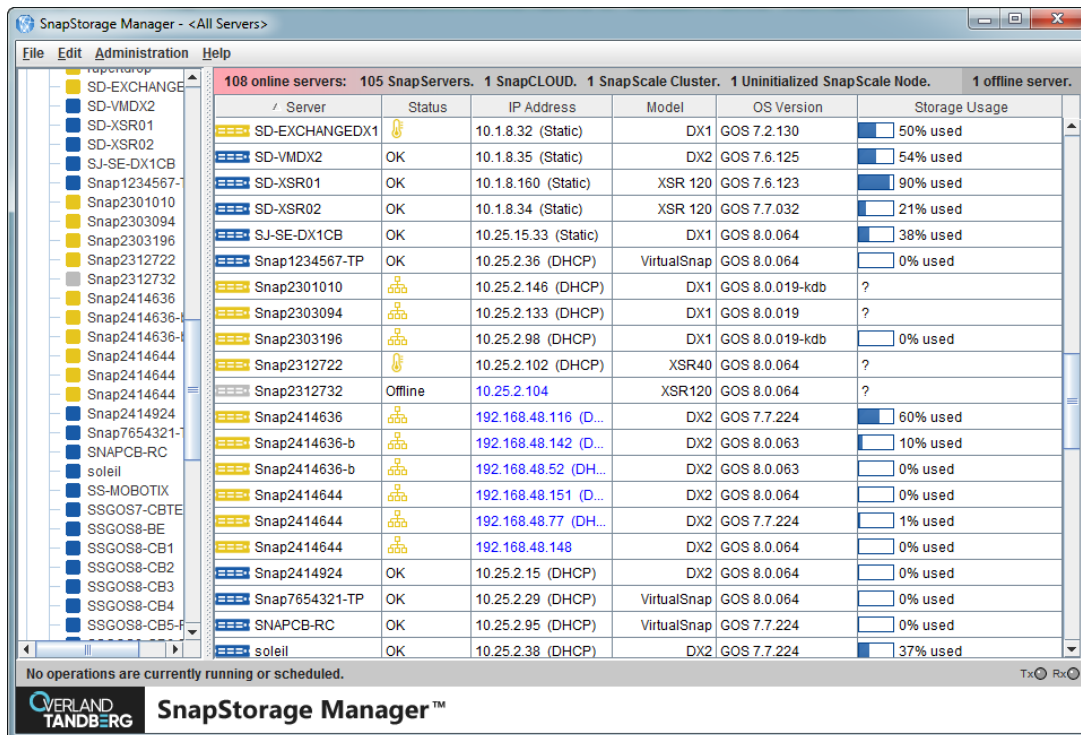 SnapStorage Manager - <All Servers>
File Edit Administration Help
108 online servers: 105 SnapServers. 1 SnapCLOUD. 1 SnapScale Cluster. 1 Uninitialized SnapScale Node. 1 offline server.
SD-EXCHANGE
SD-VMDX2
SD-XSR01
SD-XSR02
SJ-SE-DX1CB
Snap1234567-T
Snap2301010
Snap2303094
Snap2303196
Snap2312722
Snap2312732
Snap2414636
Snap2414636-b
Snap2414636-b
Snap2414644
Snap2414644
Snap2414644
Snap2414924
Snap7654321-T
SNAPCB-RC
soleil
SS-MOBOTIX
SSGOS7-CBTE
SSGOS8-BE
SSGOS8-CB1
SSGOS8-CB2
SSGOS8-CB3
SSGOS8-CB4
SSGOS8-CB5-F
Server Status IP Address Model OS Version Storage Usage
SD-EXCHANGEDX1 10.1.8.32 (Static) DX1 GOS 7.2.130 50% used
SD-VMDX2 OK 10.1.8.35 (Static) DX2 GOS 7.6.125 54% used
SD-XSR01 OK 10.1.8.160 (Static) XSR 120 GOS 7.6.123 90% used
SD-XSR02 OK 10.1.8.34 (Static) XSR 120 GOS 7.7.032 21% used
SJ-SE-DX1CB OK 10.25.15.33 (Static) DX1 GOS 8.0.064 38% used
Snap1234567-TP OK 10.25.2.36 (DHCP) VirtualSnap GOS 8.0.064 0% used
Snap2301010 10.25.2.146 (DHCP) DX1 GOS 8.0.019-kdb ?
Snap2303094 10.25.2.133 (DHCP) DX1 GOS 8.0.019 ?
Snap2303196 10.25.2.98 (DHCP) DX1 GOS 8.0.019-kdb 0% used
Snap2312722 10.25.2.102 (DHCP) XSR40 GOS 8.0.064 ?
Snap2312732 Offline 10.25.2.104 XSR120 GOS 8.0.064 ?
Snap2414636 192.168.48.116 (D... DX2 GOS 7.7.224 60% used
Snap2414636-b 192.168.48.142 (D... DX2 GOS 8.0.063 10% used
Snap2414636-b 192.168.48.52 (DH... DX2 GOS 8.0.063 0% used
Snap2414644 192.168.48.151 (D... DX2 GOS 8.0.064 0% used
Snap2414644 192.168.48.77 (DH... DX2 GOS 7.7.224 1% used
Snap2414644 192.168.48.148 DX2 GOS 8.0.064 0% used
Snap2414924 OK 10.25.2.15 (DHCP) DX2 GOS 8.0.064 0% used
Snap7654321-TP OK 10.25.2.29 (DHCP) VirtualSnap GOS 8.0.064 0% used
SNAPCB-RC OK 10.25.2.95 (DHCP) VirtualSnap GOS 7.7.224 0% used
soleil OK 10.25.2.38 (DHCP) DX2 GOS 7.7.224 37% used
No operations are currently running or scheduled. Tx Rx
OVERLAND
TANDBERG
SnapStorage Manager™